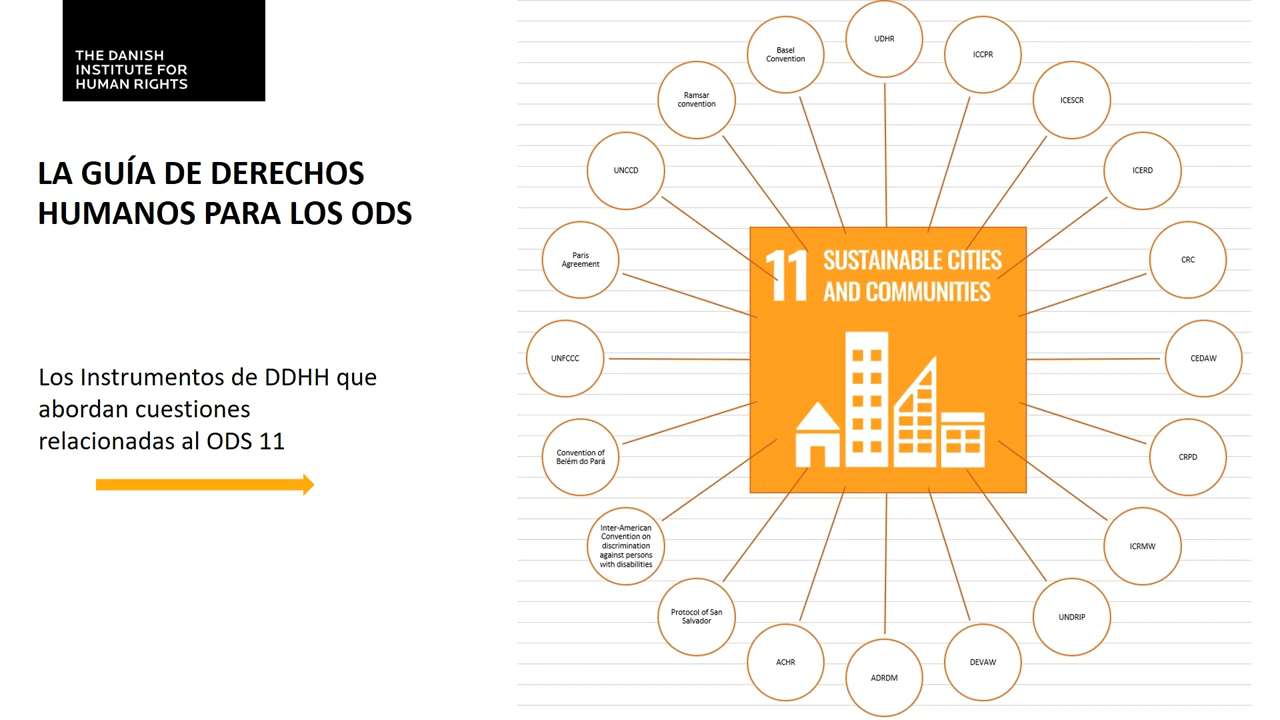 THE DANISH
INSTITUTE FOR
HUMAN RIGHTS
LA GUÍA DE DERECHOS
HUMANOS PARA LOS ODS
Los Instrumentos de DDHH que
abordan cuestiones
relacionadas al ODS 11
11 SUSTAINABLE CITIES
AND COMMUNITIES
UDHR
ICCPR
ICESCR
ICERD
CRC
CEDAW
CRPD
ICRMW
UNDRIP
DEVAW
ADRDM
ACHR
Protocol of San
Salvador
Inter-American
Convention on
discrimination
against persons
with disabilities
Convention of
Belém do Pará
UNFCCC
Paris
Agreement
UNCCD
Ramsar
convention
Basel
Convention